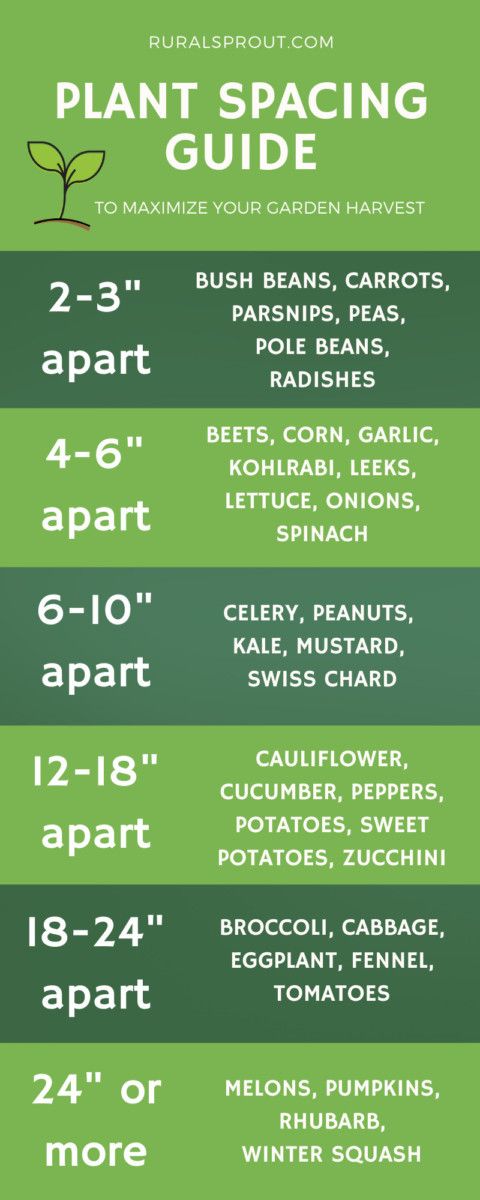 RURALSPROUT.COM
PLANT SPACING
GUIDE
TO MAXIMIZE YOUR GARDEN HARVEST
2-3"
apart
BUSH BEANS, CARROTS,
PARSNIPS, PEAS,
POLE BEANS,
RADISHES
4-6"
apart
BEETS, CORN, GARLIC,
KOHLRABI, LEEKS,
LETTUCE, ONIONS,
SPINACH
6-10"
apart
CELERY, PEANUTS,
KALE, MUSTARD,
SWISS CHARD
12-18"
apart
CAULIFLOWER,
CUCUMBER, PEPPERS,
POTATOES, SWEET
POTATOES, ZUCCHINI
18-24"
apart
BROCCOLI, CABBAGE,
EGGPLANT, FENNEL,
TOMATOES
24" or
more
MELONS, PUMPKINS,
RHUBARB,
WINTER SQUASH